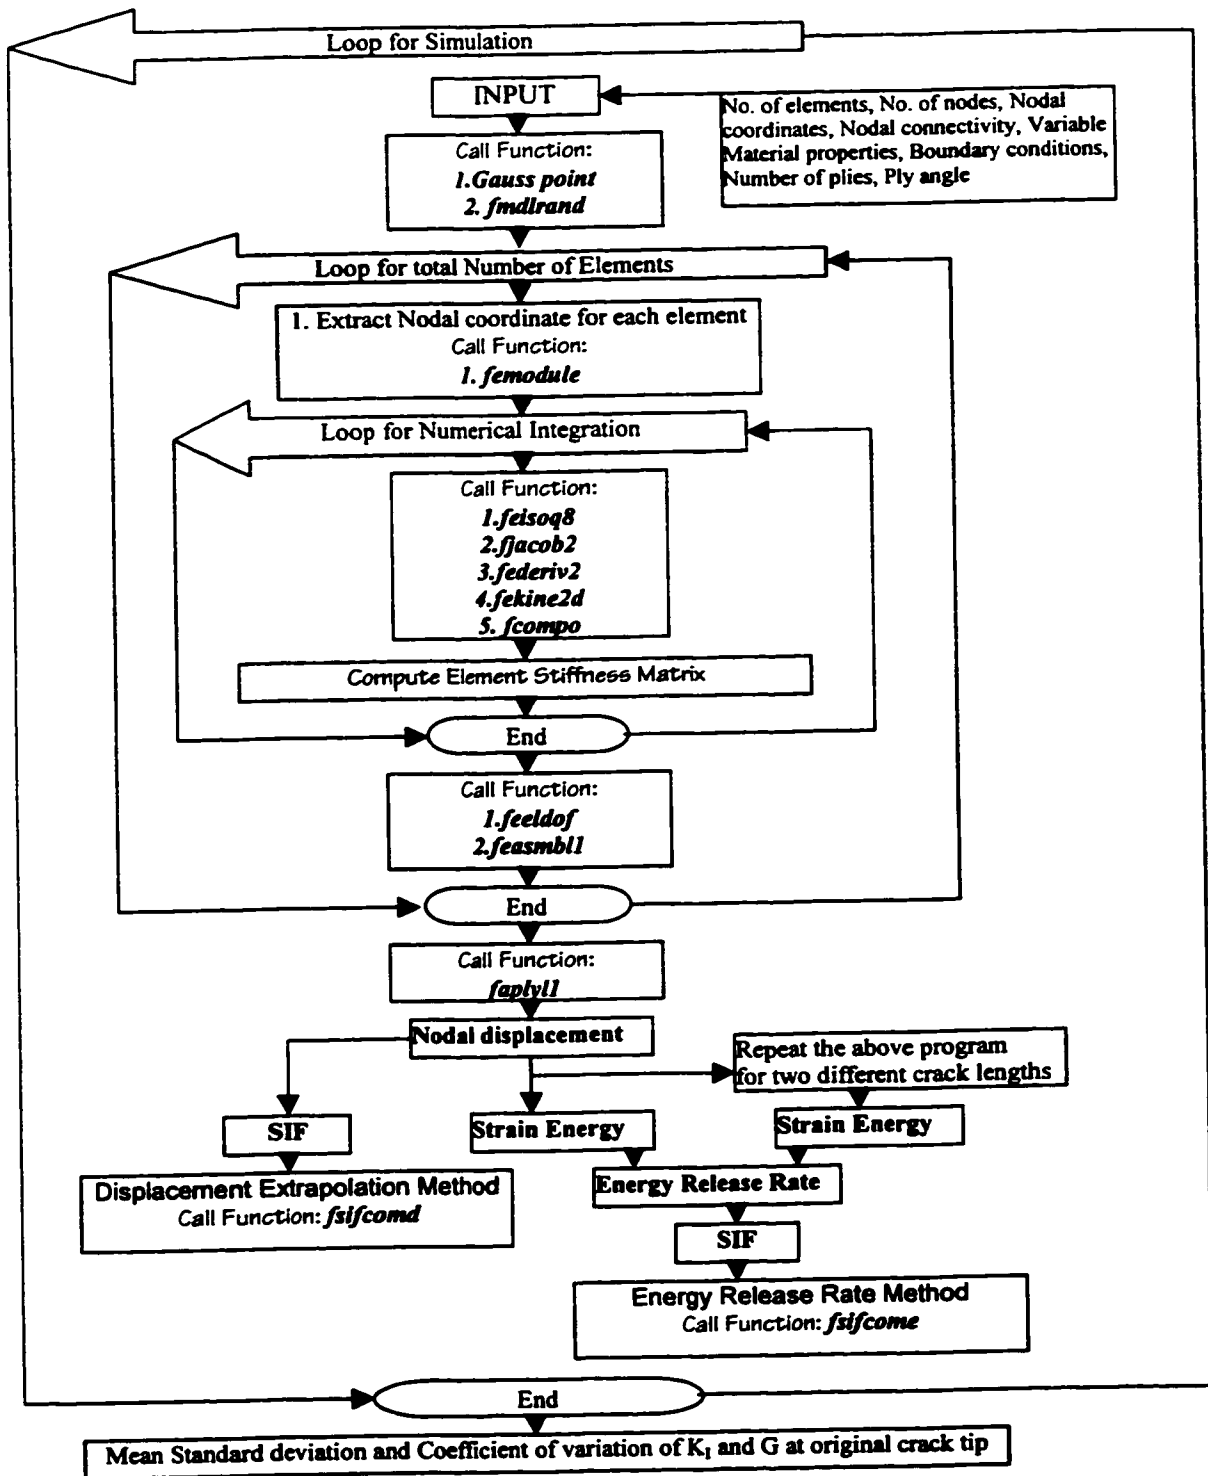 Loop for Simulation
INPUT
No. of elements, No. of nodes, Nodal
coordinates, Nodal connectivity, Variable
Material properties, Boundary conditions,
Number of plies, Ply angle
Call Function:
1.Gauss point
2. fmdlrand
Loop for total Number of Elements
1. Extract Nodal coordinate for each element
Call Function:
1. femodule
Loop for Numerical Integration
Call Function:
1.feisoq8
2.fjacob2
3.federiv2
4.fekine2d
5. fcompo
Compute Element Stiffness Matrix
End
Call Function:
1.feeldof
2.feasmbl1
End
Call Function:
faplyl1
Nodal displacement
Repeat the above program
for two different crack lengths
SIF
Strain Energy
Strain Energy
Displacement Extrapolation Method
Call Function: fsifcomd
Energy Release Rate
SIF
Energy Release Rate Method
Call Function: fsifcome
End
Mean Standard deviation and Coefficient of variation of K_I and G at original crack tip